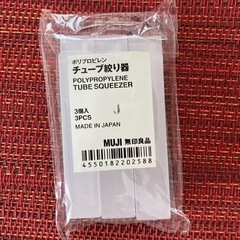 ポリプロピレン
チューブ絞り器
POLYPROPYLENE
TUBE SQUEEZER
3個入
3PCS
MADE IN JAPAN
MUJI 無印良品
4550182202588